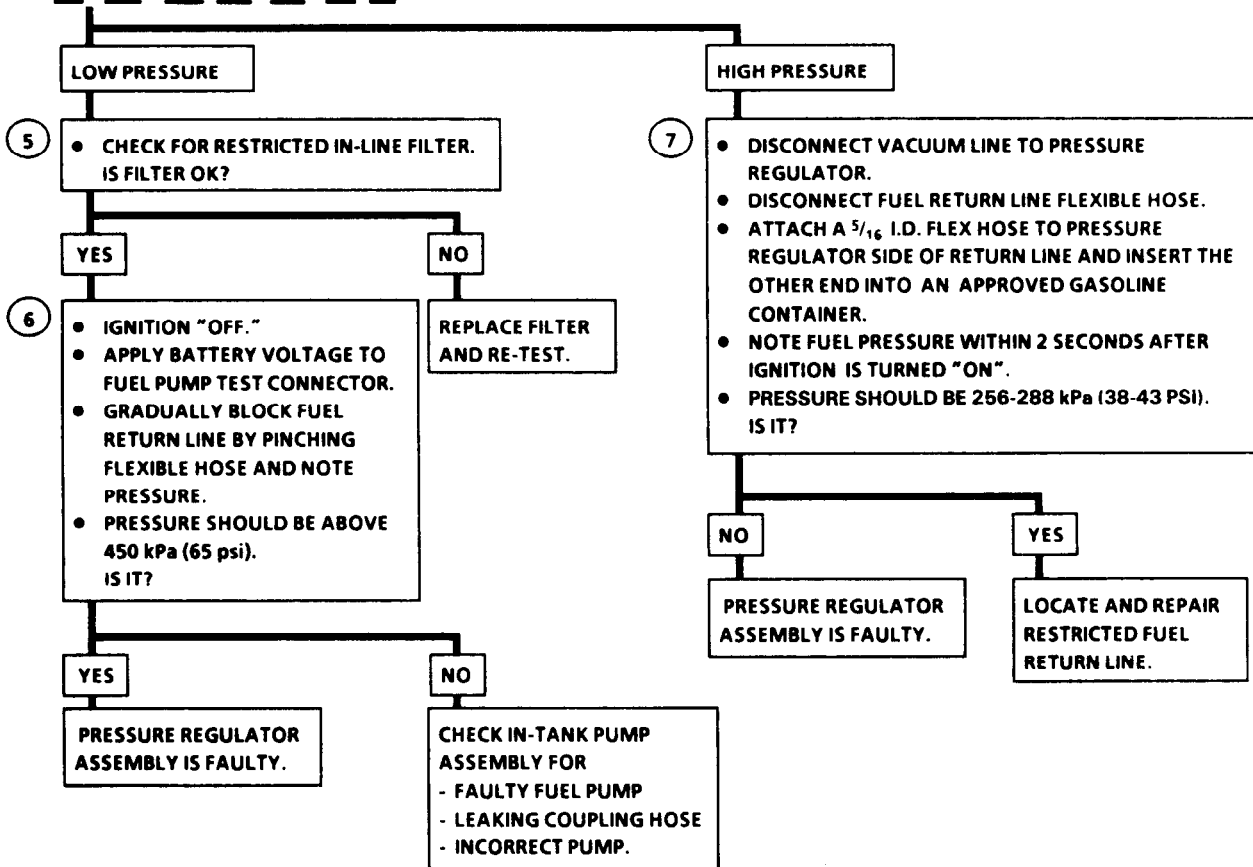 LOW PRESSURE
5
● CHECK FOR RESTRICTED IN-LINE FILTER.
IS FILTER OK?
YES
NO
6
● IGNITION "OFF."
● APPLY BATTERY VOLTAGE TO
FUEL PUMP TEST CONNECTOR.
● GRADUALLY BLOCK FUEL
RETURN LINE BY PINCHING
FLEXIBLE HOSE AND NOTE
PRESSURE.
● PRESSURE SHOULD BE ABOVE
450 kPa (65 psi).
IS IT?
REPLACE FILTER
AND RE-TEST.
YES
NO
PRESSURE REGULATOR
ASSEMBLY IS FAULTY.
CHECK IN-TANK PUMP
ASSEMBLY FOR
- FAULTY FUEL PUMP
- LEAKING COUPLING HOSE
- INCORRECT PUMP.
HIGH PRESSURE
7
● DISCONNECT VACUUM LINE TO PRESSURE
REGULATOR.
● DISCONNECT FUEL RETURN LINE FLEXIBLE HOSE.
● ATTACH A 5/16 I.D. FLEX HOSE TO PRESSURE
REGULATOR SIDE OF RETURN LINE AND INSERT THE
OTHER END INTO AN APPROVED GASOLINE
CONTAINER.
● NOTE FUEL PRESSURE WITHIN 2 SECONDS AFTER
IGNITION IS TURNED "ON".
● PRESSURE SHOULD BE 256-288 kPa (38-43 PSI).
IS IT?
NO
YES
PRESSURE REGULATOR
ASSEMBLY IS FAULTY.
LOCATE AND REPAIR
RESTRICTED FUEL
RETURN LINE.